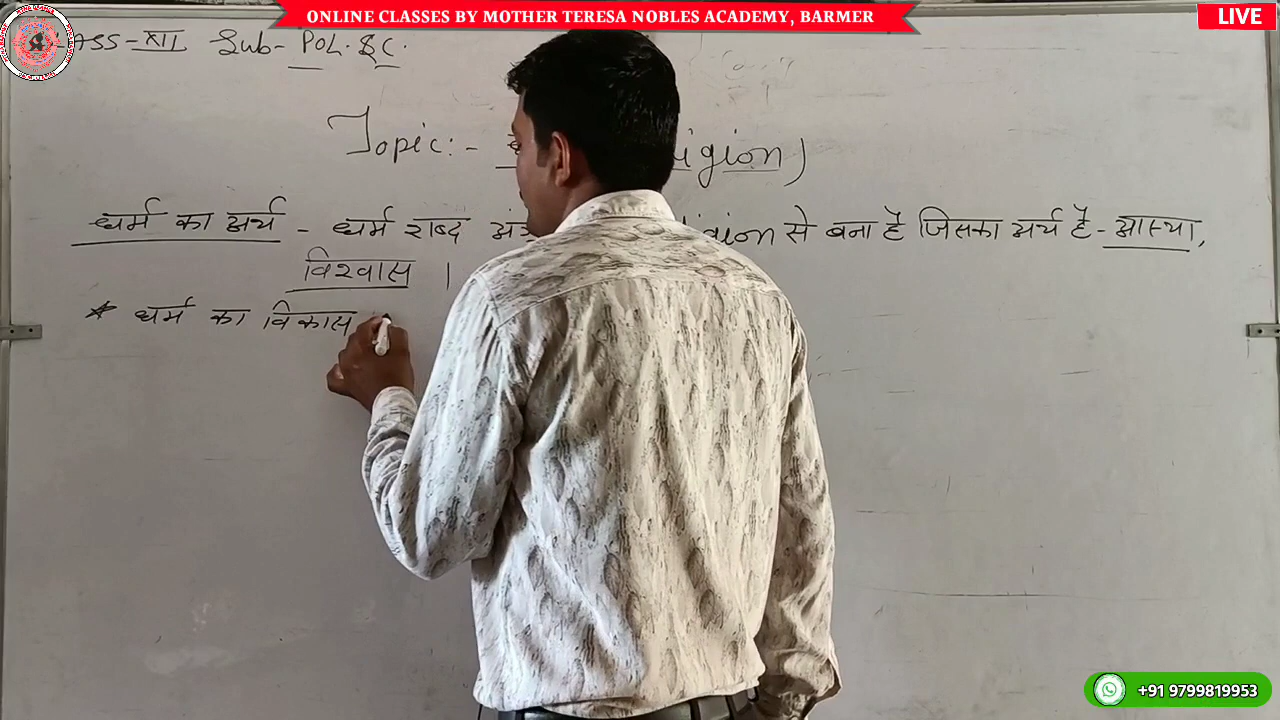 ONLINE CLASSES BY MOTHER TERESA NOBLES ACADEMY, BARMER
LIVE
XII Sub- POL. SC.
Topic:-
धर्म का अर्थ - धर्म शब्द से बना है जिसका अर्थ है - आस्था,
विश्वास ।
* धर्म का विकास
+91 9799819953